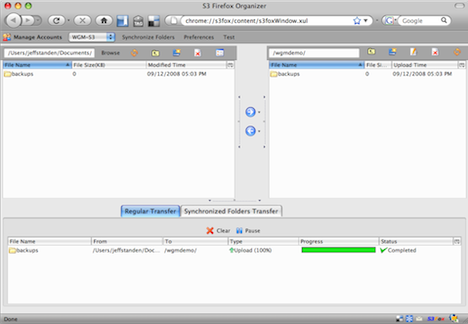 S3 Firefox Organizer
chrome://s3fox/content/s3foxWindow.xul
Google
Manage Accounts WGM-S3 Synchronize Folders Preferences Test
/Users/jeffstanden/Documents/ Browse
/wgmdemo/
File Name File Size(KB) Modified Time
backups 0 09/12/2008 05:03 PM
File Name File Si... Upload Time
backups 0 09/12/2008 05:03 PM
Regular Transfer Synchronized Folders Transfer
Clear Pause
File Name From To Type Progress Status
backups /Users/jeffstanden/Doc... /wgmdemo/ Upload (100%) Completed
Done